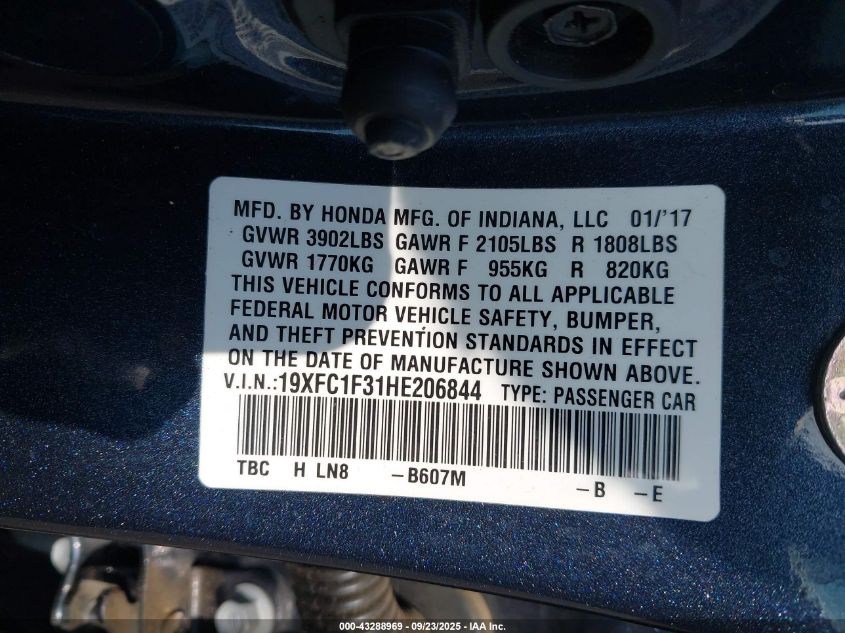 MFD. BY HONDA MFG. OF INDIANA, LLC 01/'17
GVWR 3902LBS GAWR F 2105LBS R 1808LBS
GVWR 1770KG GAWR F 955KG R 820KG
THIS VEHICLE CONFORMS TO ALL APPLICABLE
FEDERAL MOTOR VEHICLE SAFETY, BUMPER,
AND THEFT PREVENTION STANDARDS IN EFFECT
ON THE DATE OF MANUFACTURE SHOWN ABOVE.
V.I.N.:19XFC1F31HE206844 TYPE: PASSENGER CAR
TBC H LN8 -B607M -B -E
000-43288969 - 09/23/2025 - IAA Inc.